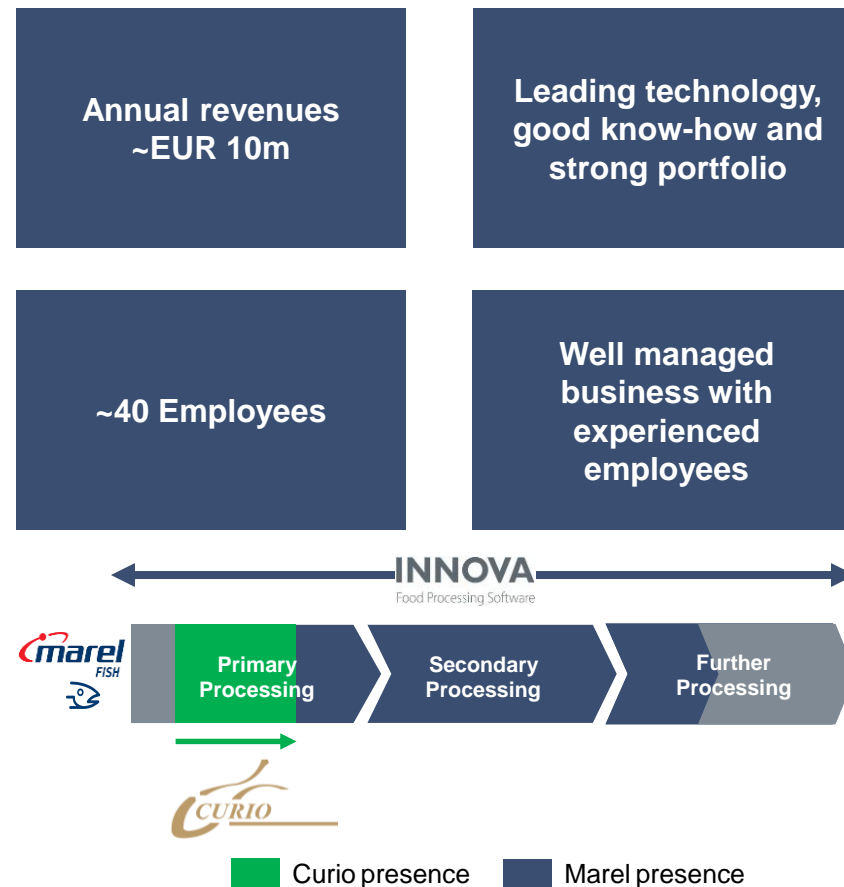 Annual revenues
~EUR 10m
Leading technology,
good know-how and
strong portfolio
~40 Employees
Well managed
business with
experienced
employees
INNOVA
Food Processing Software
marel
FISH
Primary
Processing
Secondary
Processing
Further
Processing
CURIO
Curio presence
Marel presence